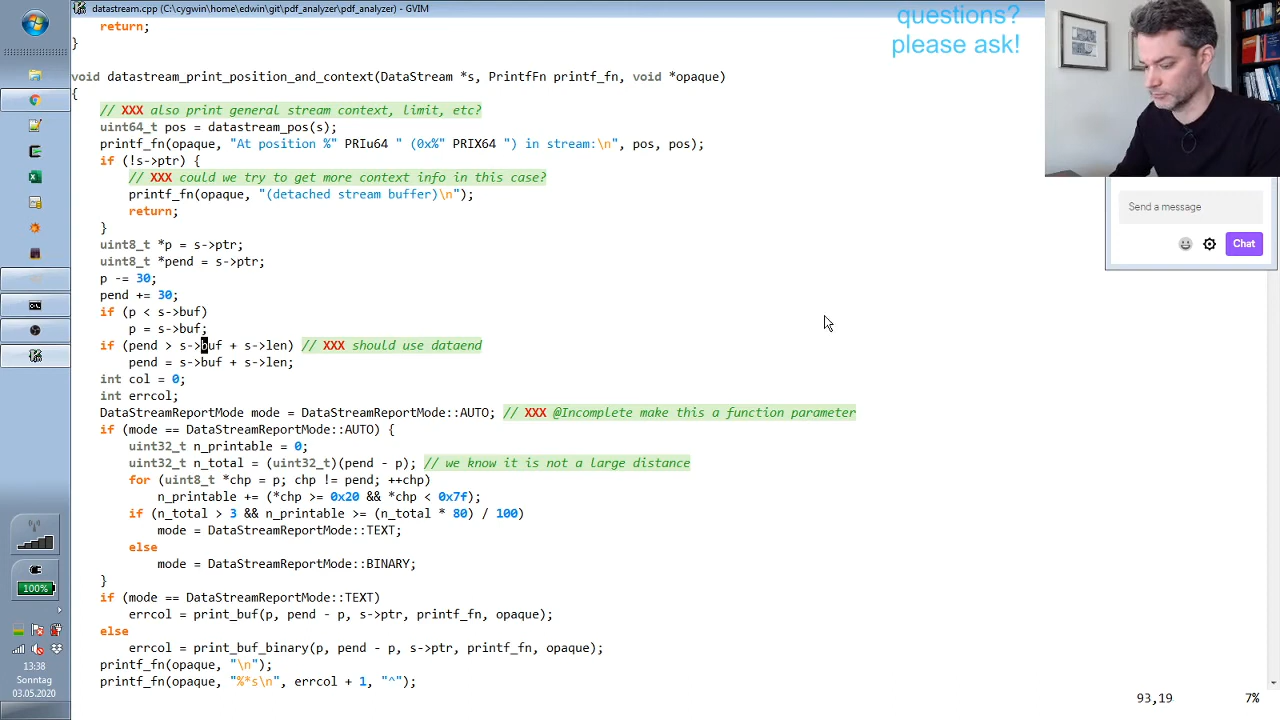 datastream.cpp (C:\cygwin\home\edwin\git\pdf_analyzer\pdf_analyzer) - GVIM
questions?
please ask!
return;
}
void datastream_print_position_and_context(DataStream *s, PrintfFn printf_fn, void *opaque)
{
// XXX also print general stream context, limit, etc?
uint64_t pos = datastream_pos(s);
printf_fn(opaque, "At position %" PRIu64 " (0x%" PRIX64 ") in stream:\n", pos, pos);
if (!s->ptr) {
// XXX could we try to get more context info in this case?
printf_fn(opaque, "(detached stream buffer)\n");
return;
}
uint8_t *p = s->ptr;
uint8_t *pend = s->ptr;
p -= 30;
pend += 30;
if (p < s->buf)
p = s->buf;
if (pend > s->buf + s->len) // XXX should use dataend
pend = s->buf + s->len;
int col = 0;
int errcol;
DataStreamReportMode mode = DataStreamReportMode::AUTO; // XXX @Incomplete make this a function parameter
if (mode == DataStreamReportMode::AUTO) {
uint32_t n_printable = 0;
uint32_t n_total = (uint32_t)(pend - p); // we know it is not a large distance
for (uint8_t *chp = p; chp != pend; ++chp)
n_printable += (*chp >= 0x20 && *chp < 0x7f);
if (n_total > 3 && n_printable >= (n_total * 80) / 100)
mode = DataStreamReportMode::TEXT;
else
mode = DataStreamReportMode::BINARY;
}
if (mode == DataStreamReportMode::TEXT)
errcol = print_buf(p, pend - p, s->ptr, printf_fn, opaque);
else
errcol = print_buf_binary(p, pend - p, s->ptr, printf_fn, opaque);
printf_fn(opaque, "\n");
printf_fn(opaque, "%*s\n", errcol + 1, "^");
93,19 7%
Send a message
Chat
100%
13:38
Sonntag
03.05.2020